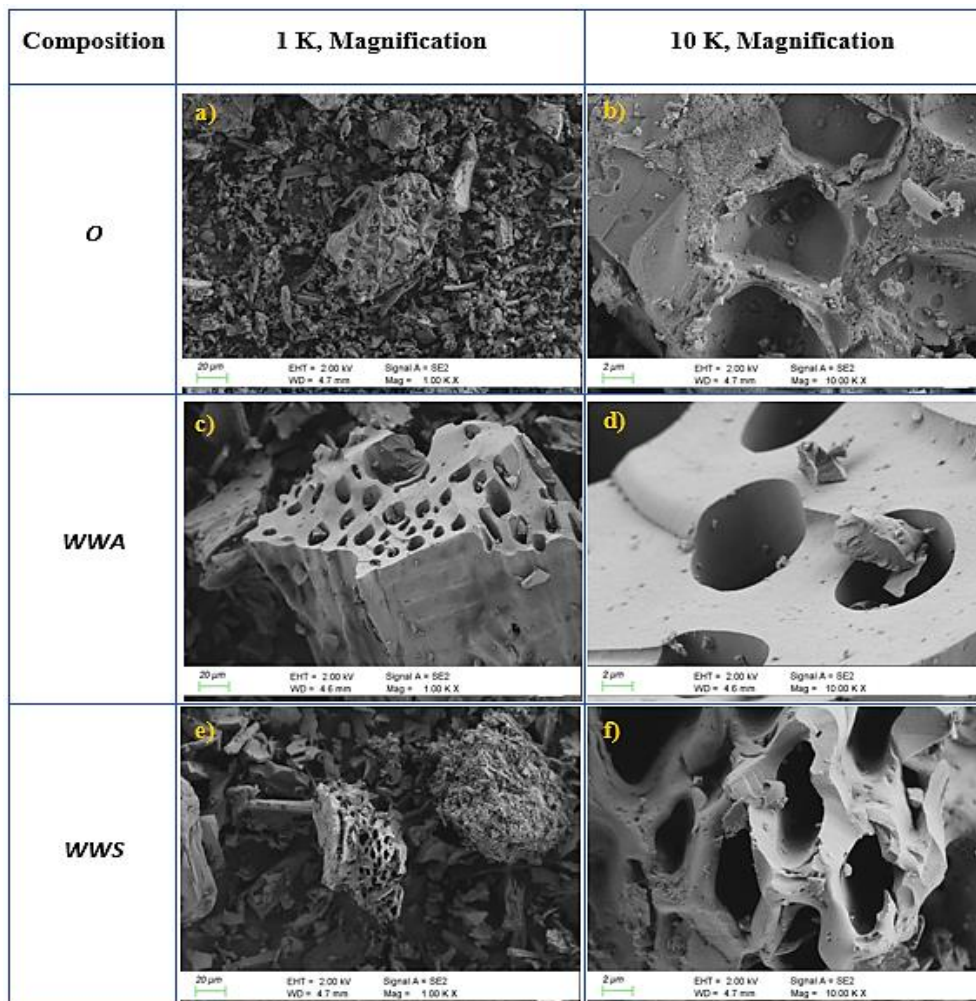 Composition
1 K, Magnification
10 K, Magnification
O
a)
20 µm
EHT = 2.00 kV
WD = 4.7 mm
Signal A = SE2
Mag = 1.00 K X
b)
2 µm
EHT = 2.00 kV
WD = 4.7 mm
Signal A = SE2
Mag = 10.00 K X
WWA
c)
20 µm
EHT = 2.00 kV
WD = 4.6 mm
Signal A = SE2
Mag = 1.00 K X
d)
2 µm
EHT = 2.00 kV
WD = 4.6 mm
Signal A = SE2
Mag = 10.00 K X
WWS
e)
20 µm
EHT = 2.00 kV
WD = 4.7 mm
Signal A = SE2
Mag = 1.00 K X
f)
2 µm
EHT = 2.00 kV
WD = 4.7 mm
Signal A = SE2
Mag = 10.00 K X